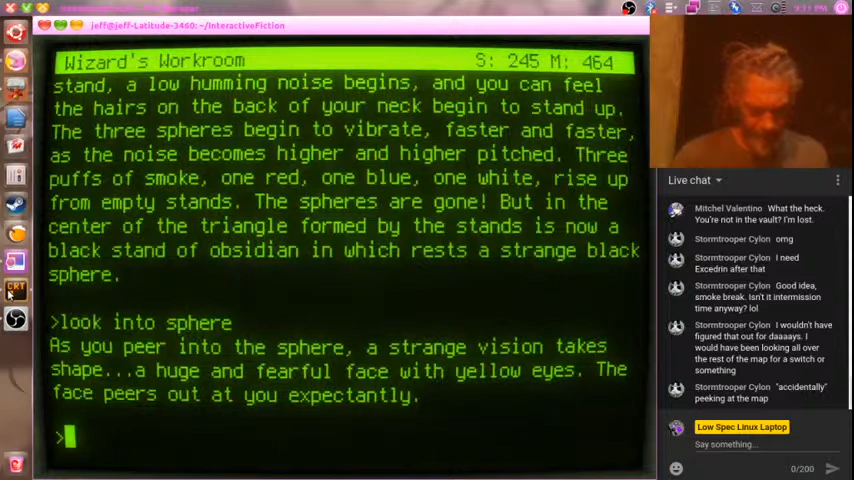 jeff@jeff-Latitude-3460: ~/InteractiveFiction
9:31 PM
Wizard's Workroom S: 245 M: 464
stand, a low humming noise begins, and you can feel
the hairs on the back of your neck begin to stand up.
The three spheres begin to vibrate, faster and faster,
as the noise becomes higher and higher pitched. Three
puffs of smoke, one red, one blue, one white, rise up
from empty stands. The spheres are gone! But in the
center of the triangle formed by the stands is now a
black stand of obsidian in which rests a strange black
sphere.
>look into sphere
As you peer into the sphere, a strange vision takes
shape...a huge and fearful face with yellow eyes. The
face peers out at you expectantly.
>
CRT
Live chat
Mitchel Valentino What the heck.
You're not in the vault? I'm lost.
Stormtrooper Cylon omg
Stormtrooper Cylon I need
Excedrin after that
Stormtrooper Cylon Good idea,
smoke break. Isn't it intermission
time anyway? lol
Stormtrooper Cylon I wouldn't have
figured that out for daaaays. I
would have been looking all over
the rest of the map for a switch or
something
Stormtrooper Cylon "accidentally"
peeking at the map
Low Spec Linux Laptop
Say something...
0/200